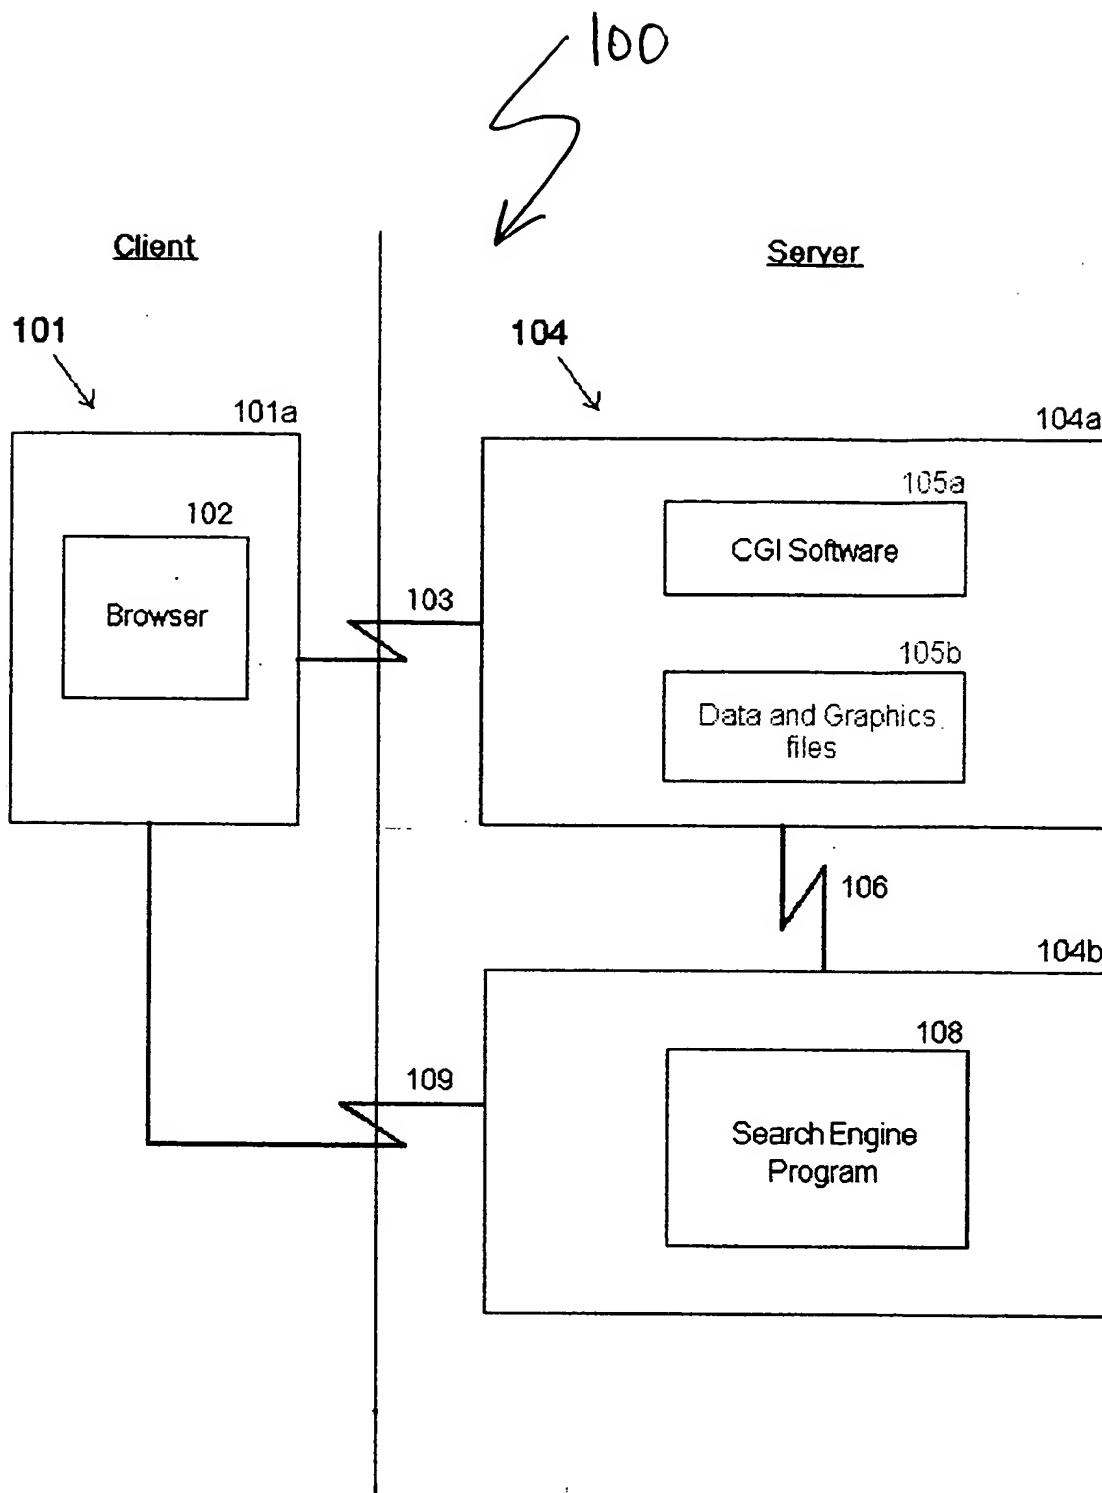 100
Client
Server
101
104
101a
104a
102
105a
CGI Software
Browser
103
105b
Data and Graphics
files
106
104b
108
109
Search Engine
Program